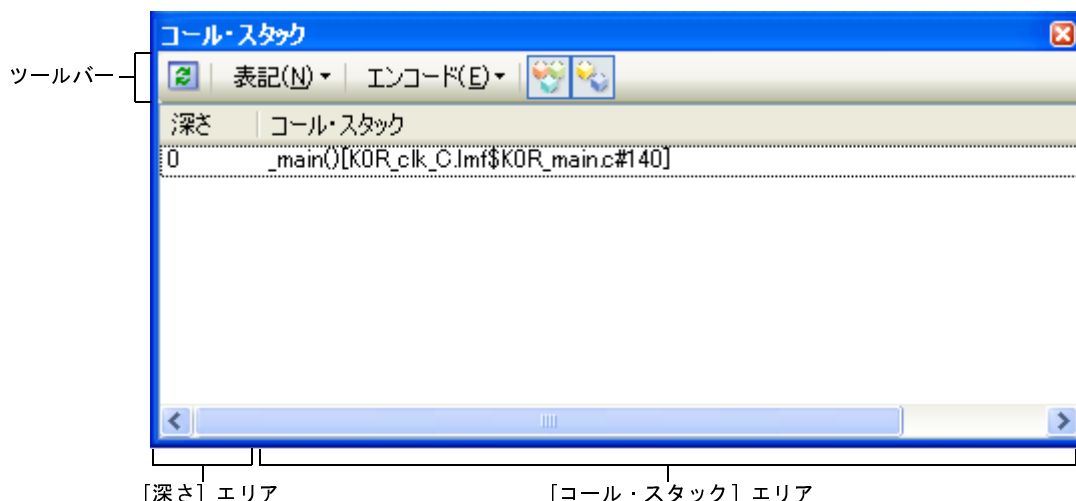 コール・スタック
ツールバー
表記(N) エンコード(E)
深さ コール・スタック
0 _main()[K0R_clk_C.lmf$K0R_main.c#140]
[深さ] エリア [コール・スタック] エリア